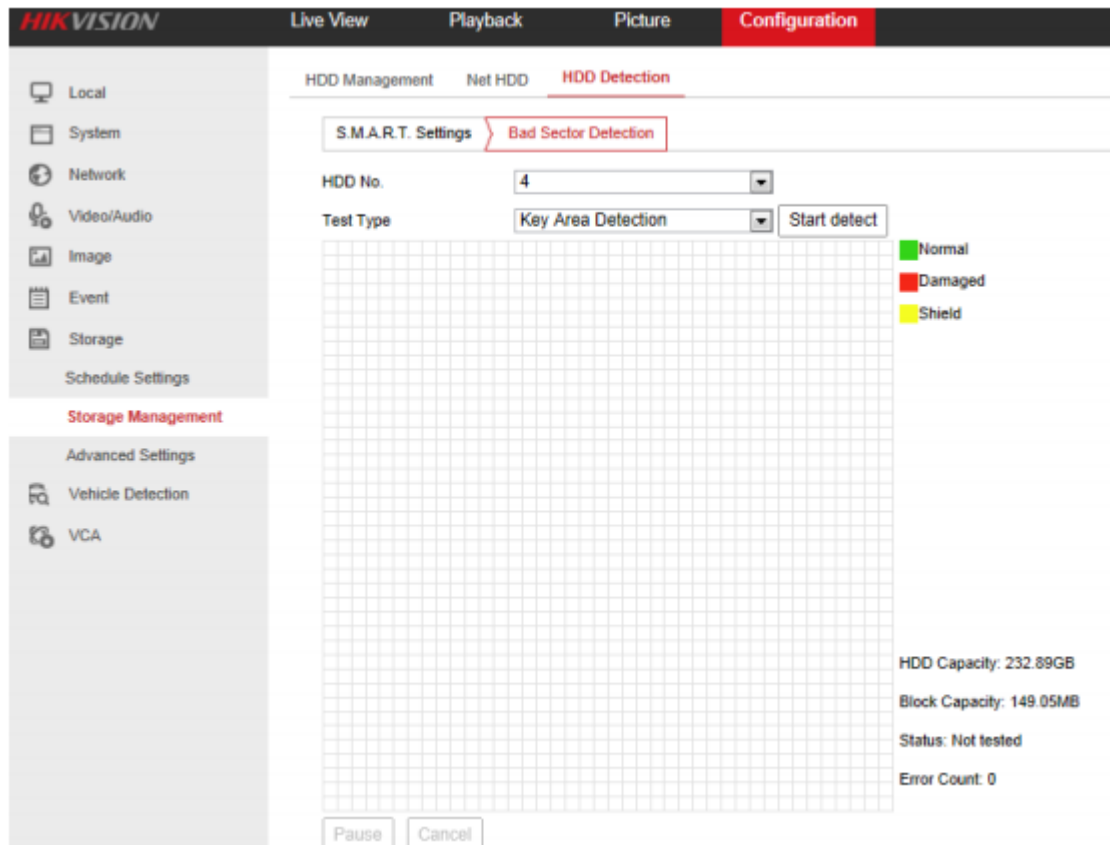 HIKVISION Live View Playback Picture Configuration
HDD Management Net HDD HDD Detection
Local
System
Network
Video/Audio
Image
Event
Storage
Schedule Settings
Storage Management
Advanced Settings
Vehicle Detection
VCA
S.M.A.R.T. Settings Bad Sector Detection
HDD No. 4
Test Type Key Area Detection Start detect
Normal
Damaged
Shield
HDD Capacity: 232.89GB
Block Capacity: 149.05MB
Status: Not tested
Error Count: 0
Pause Cancel